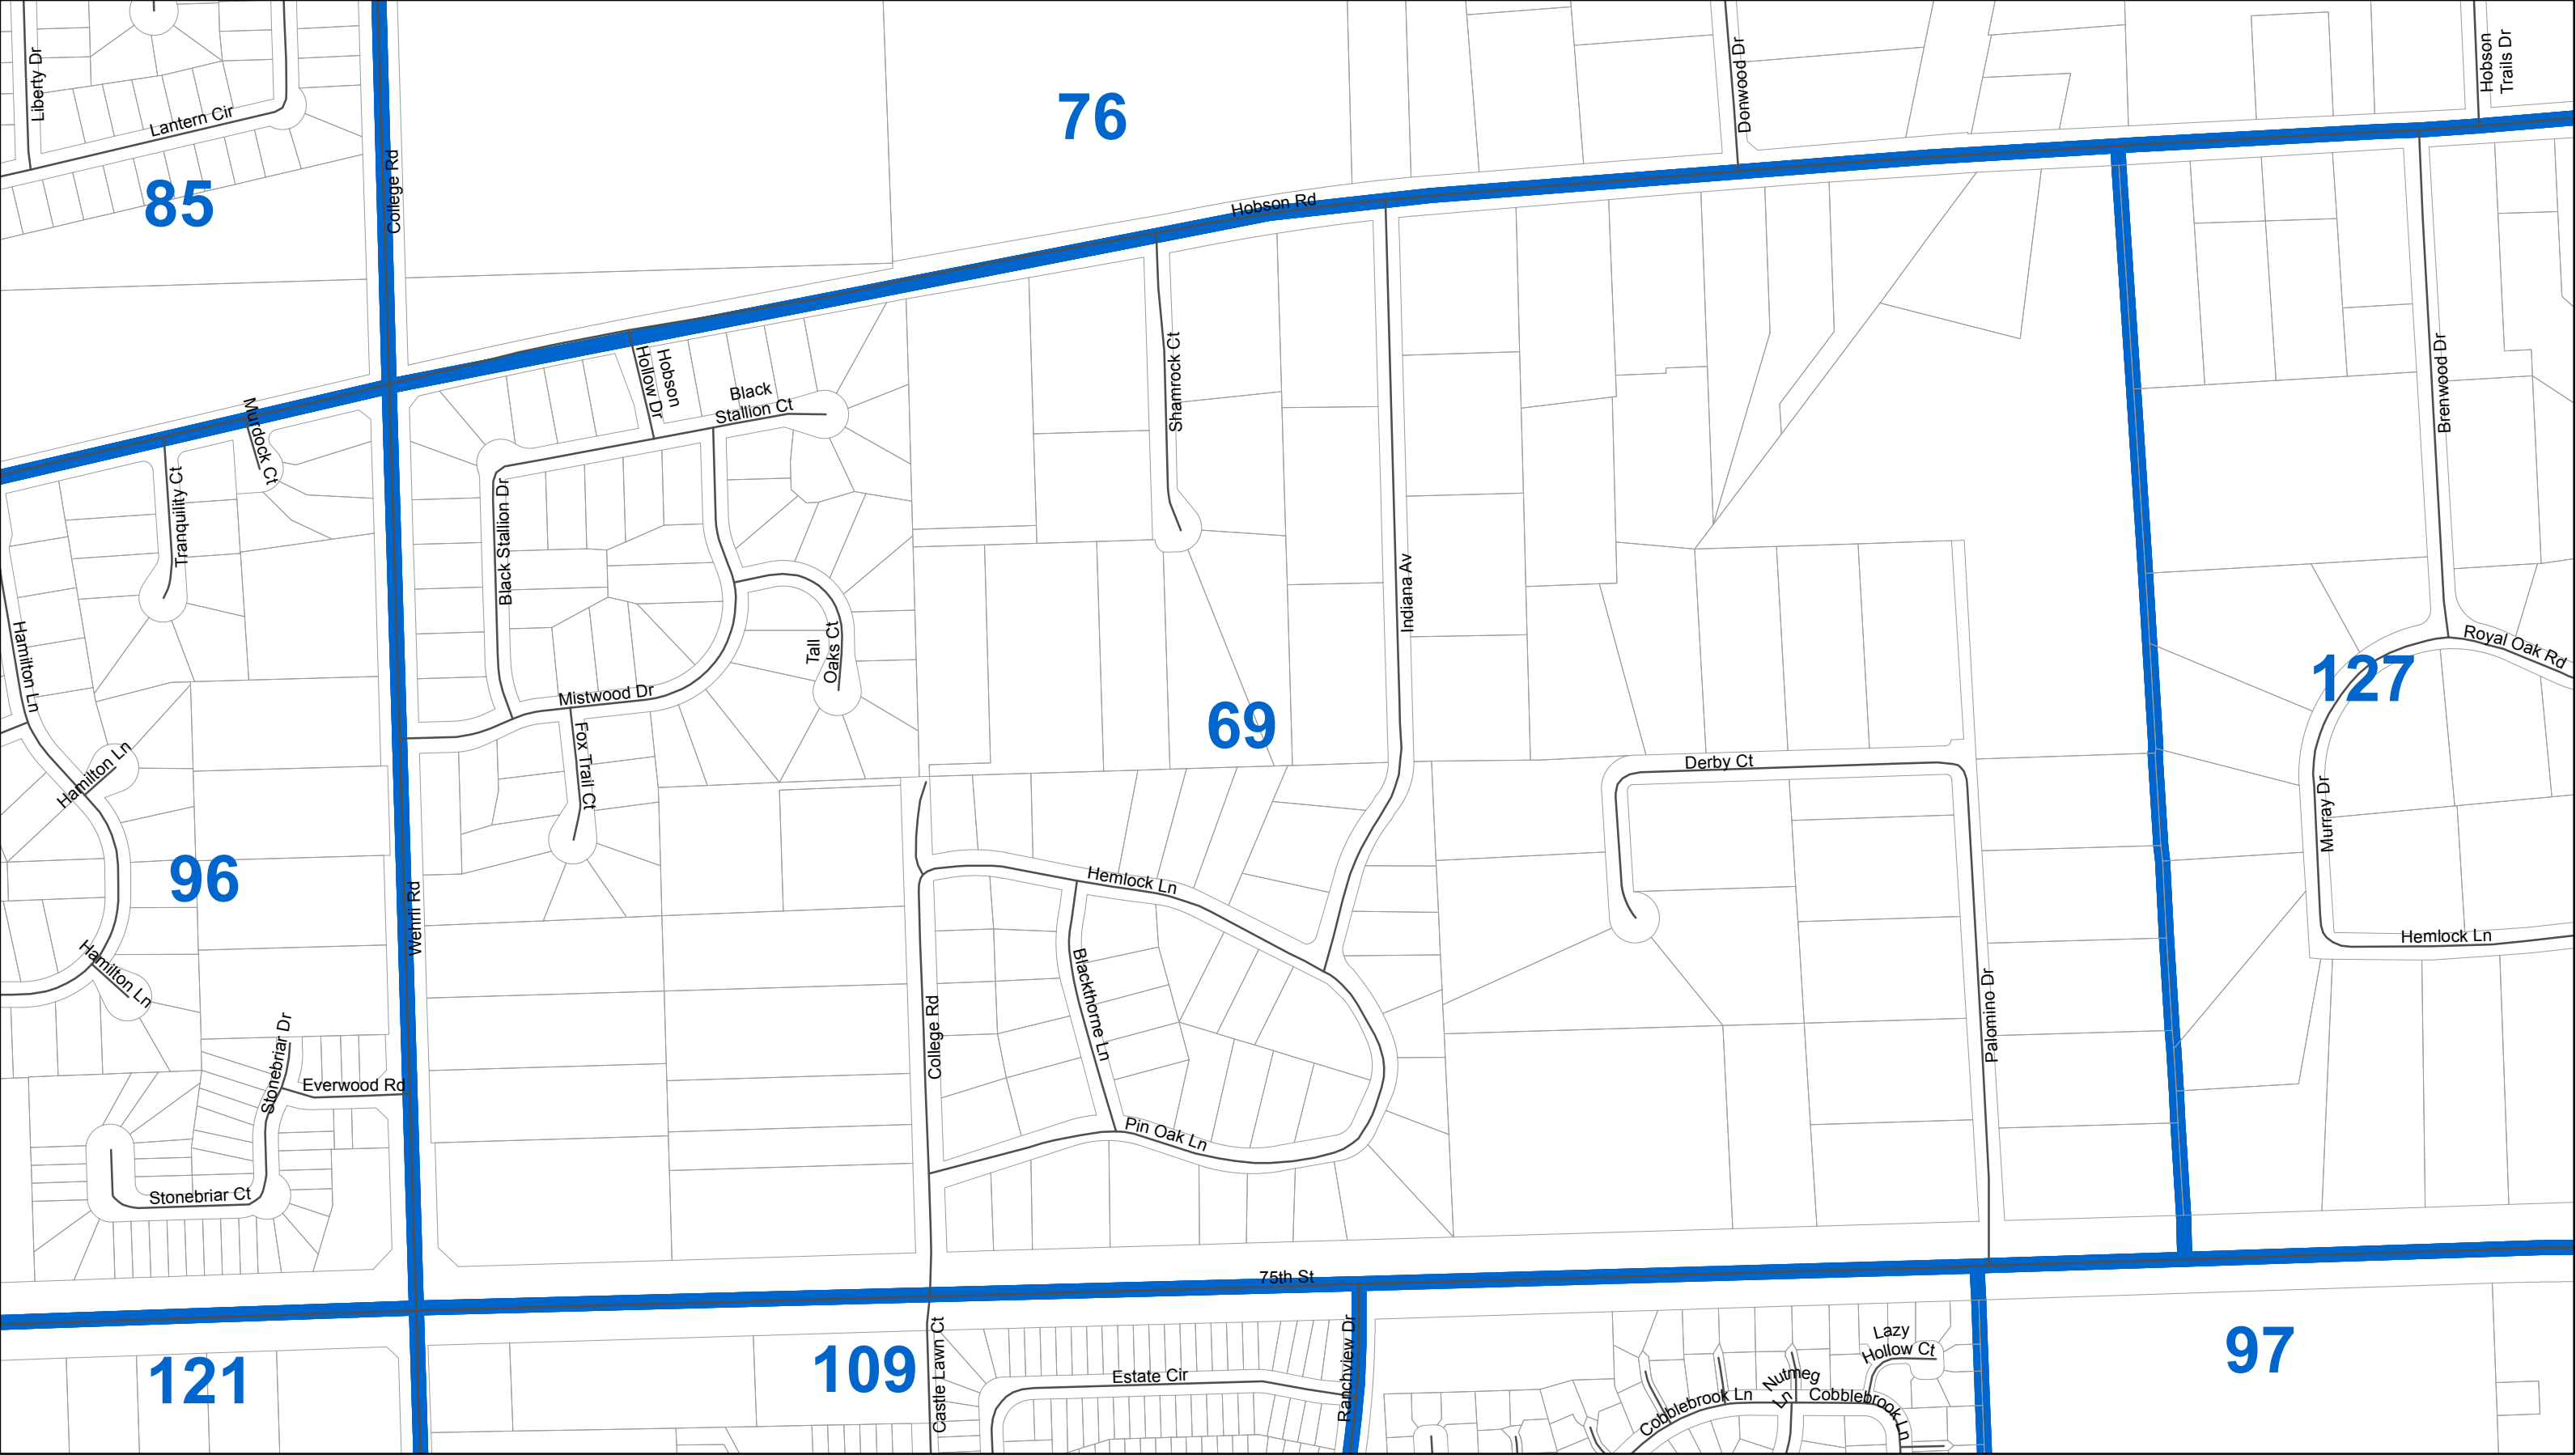 Liberty Dr
Lantern Cir
85
College Rd
76
Hobson Rd
Donwood Dr
Hobson
Trails Dr
Murdock Ct
Tranquility Ct
Hobson
Hollow Dr
Black
Stallion Ct
Shamrock Ct
Brenwood Dr
Black Stallion Dr
Indiana Av
Hamilton Ln
Tall
Oaks Ct
Mistwood Dr
Royal Oak Rd
127
69
Fox Trail Ct
Hamilton Ln
Derby Ct
Murray Dr
96
Wehrli Rd
Hemlock Ln
Hemlock Ln
Hamilton Ln
Blackthorne Ln
College Rd
Palomino Dr
Stonebriar Dr
Everwood Rd
Pin Oak Ln
Stonebriar Ct
75th St
121
109
Castle Lawn Ct
Estate Cir
Ranchview Dr
Lazy
Hollow Ct
Nutmeg
Ln
Cobblebrook Ln
Cobblebrook Ln
97